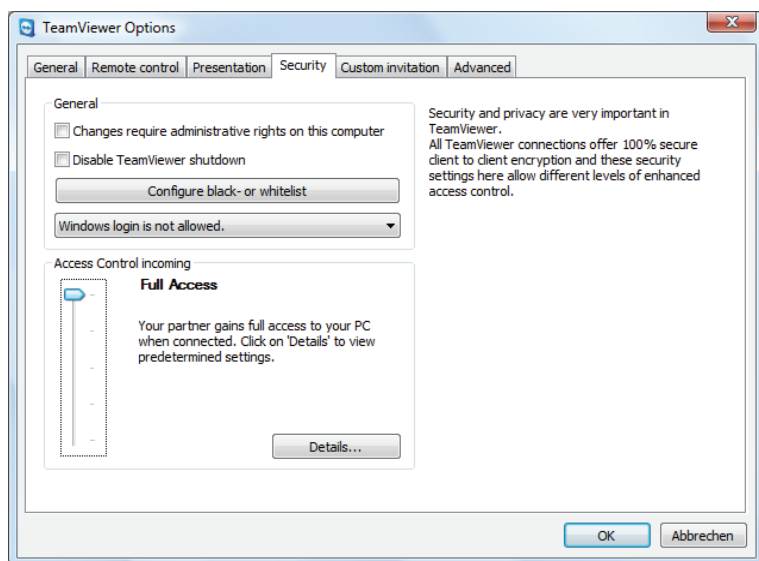 TeamViewer Options
General Remote control Presentation Security Custom invitation Advanced
General
Changes require administrative rights on this computer
Disable TeamViewer shutdown
Configure black- or whitelist
Windows login is not allowed.
Access Control incoming
Full Access
Your partner gains full access to your PC
when connected. Click on 'Details' to view
predetermined settings.
Details...
Security and privacy are very important in
TeamViewer.
All TeamViewer connections offer 100% secure
client to client encryption and these security
settings here allow different levels of enhanced
access control.
OK Abbrechen